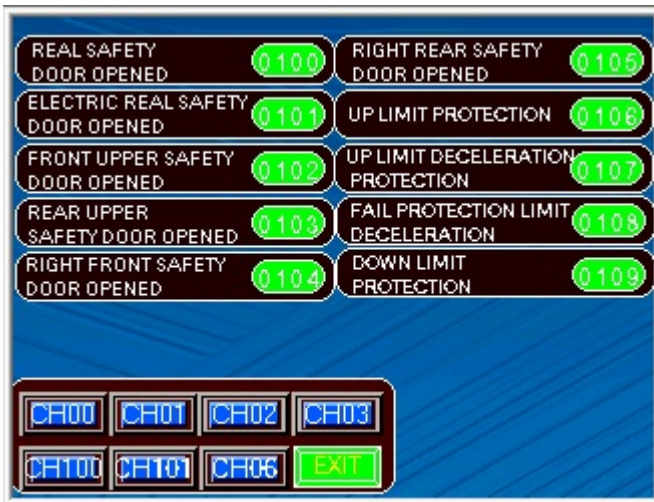 REAL SAFETY
DOOR OPENED
0100
ELECTRIC REAL SAFETY
DOOR OPENED
0101
FRONT UPPER SAFETY
DOOR OPENED
0102
REAR UPPER
SAFETY DOOR OPENED
0103
RIGHT FRONT SAFETY
DOOR OPENED
0104
RIGHT REAR SAFETY
DOOR OPENED
0105
UP LIMIT PROTECTION
0106
UP LIMIT DECELERATION
PROTECTION
0107
FAIL PROTECTION LIMIT
DECELERATION
0108
DOWN LIMIT
PROTECTION
0109
CH00 CH01 CH02 CH03
CH100 CH101 CH06 EXIT